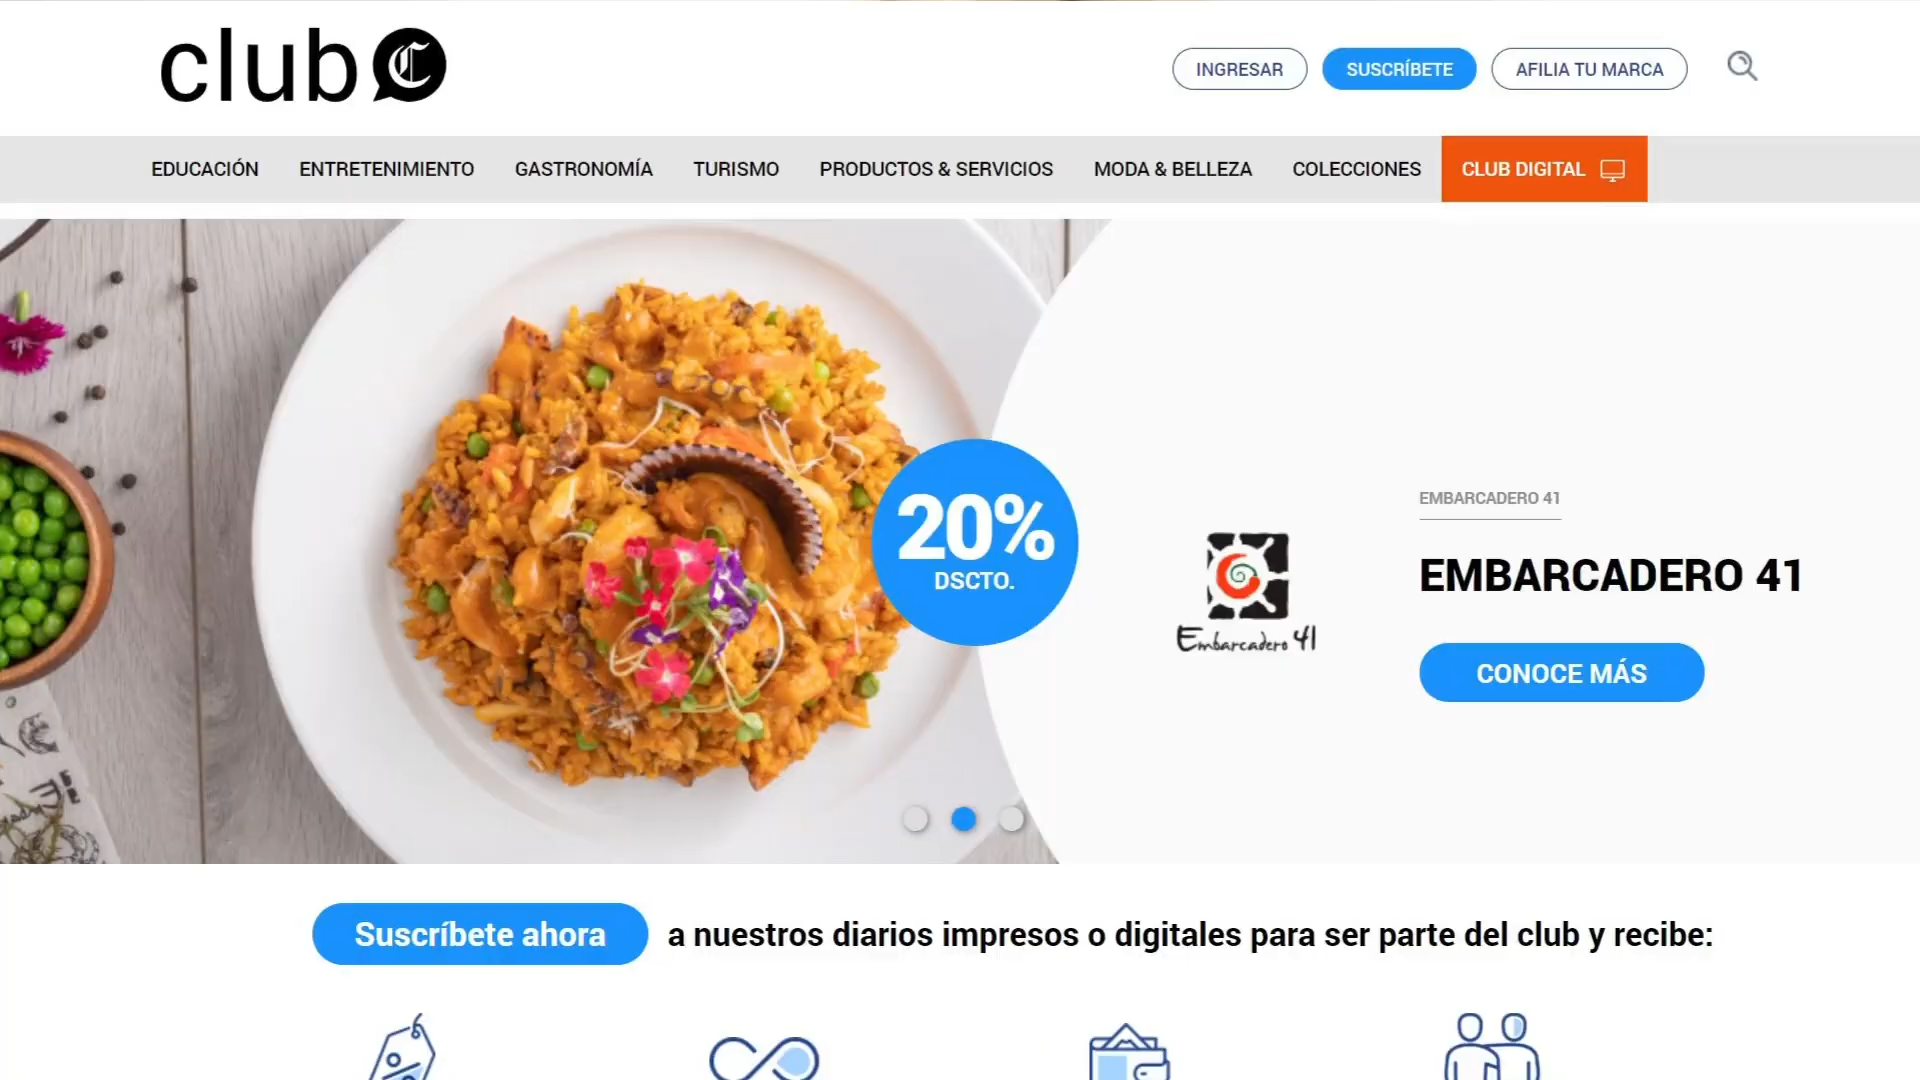 club C
INGRESAR
SUSCRÍBETE
AFILIA TU MARCA
EDUCACIÓN
ENTRETENIMIENTO
GASTRONOMÍA
TURISMO
PRODUCTOS & SERVICIOS
MODA & BELLEZA
COLECCIONES
CLUB DIGITAL
20%
DSCTO.
Embarcadero 41
EMBARCADERO 41
EMBARCADERO 41
CONOCE MÁS
Suscríbete ahora a nuestros diarios impresos o digitales para ser parte del club y recibe: